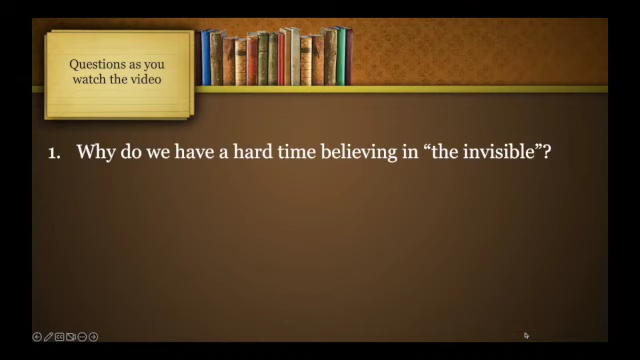 Questions as you
watch the video
1. Why do we have a hard time believing in “the invisible”?